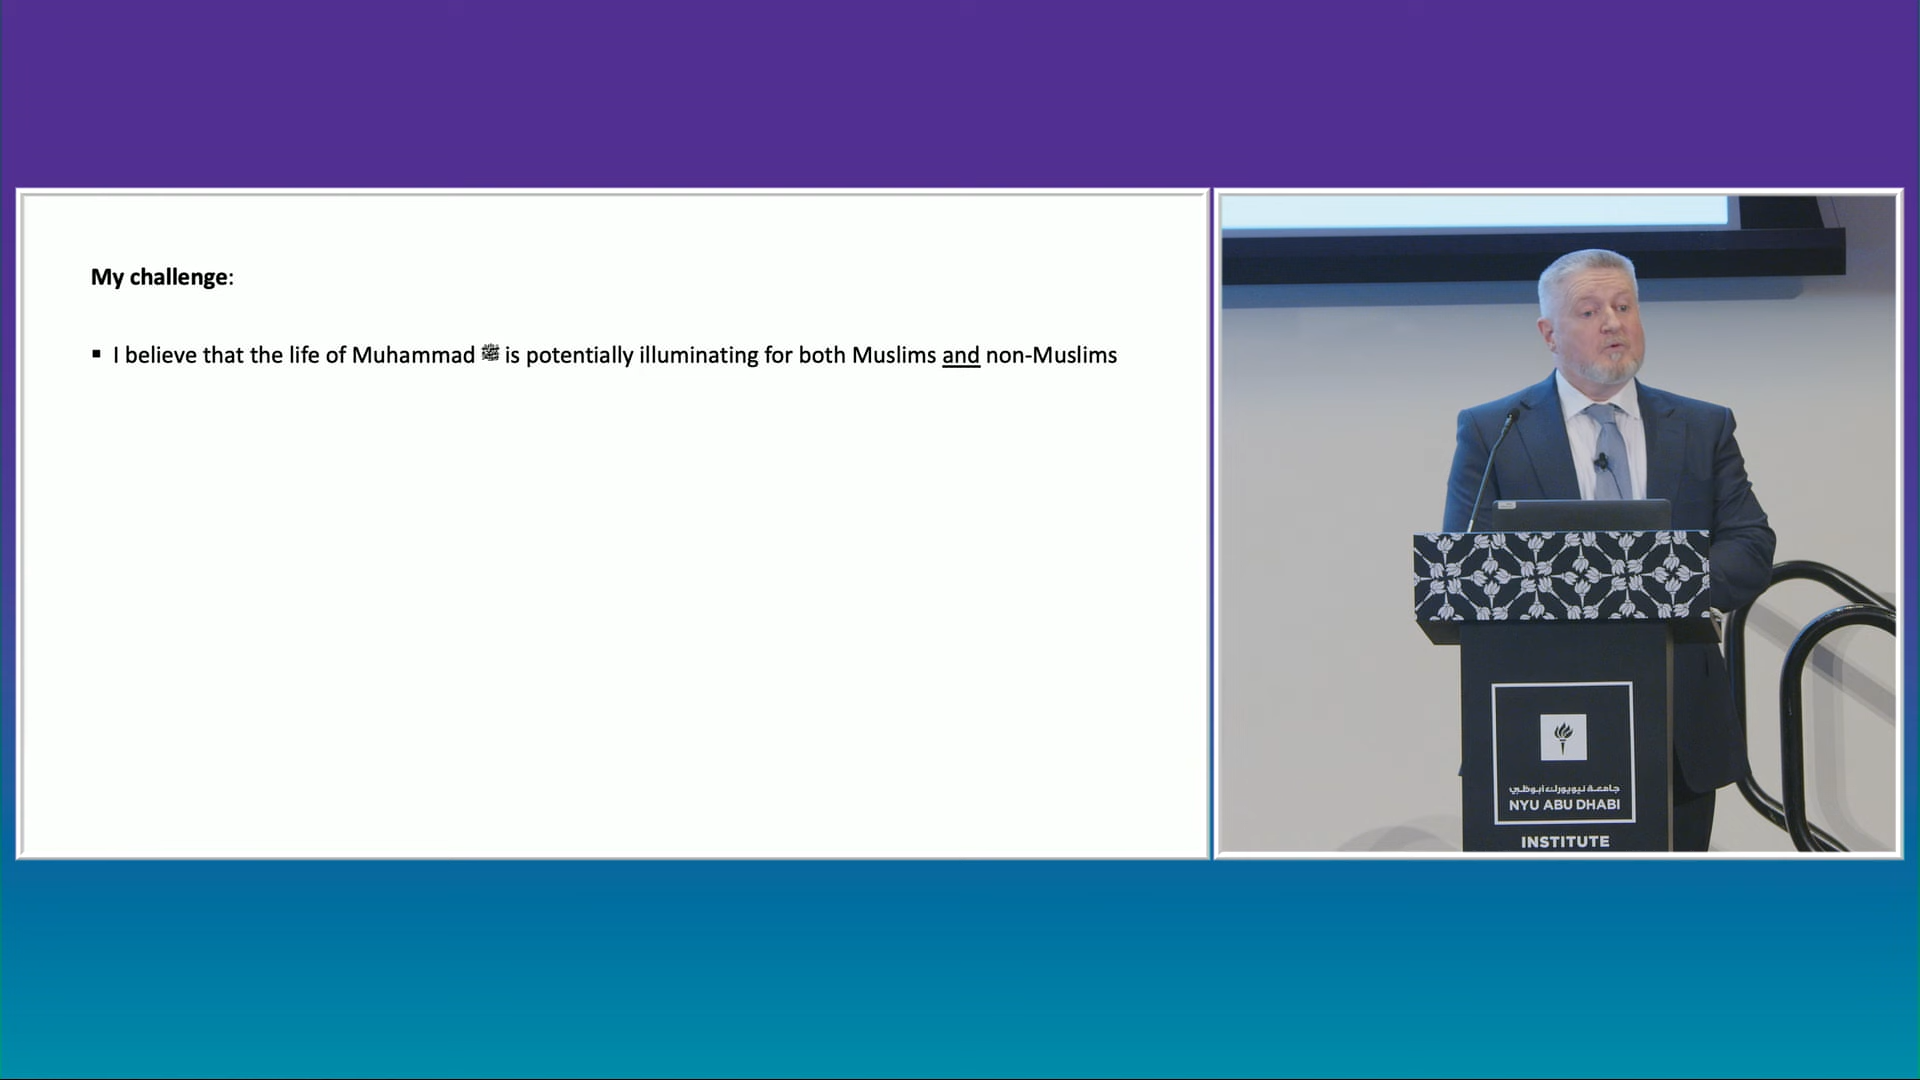 My challenge:
▪ I believe that the life of Muhammad ﷺ is potentially illuminating for both Muslims and non-Muslims
جامعة نيويورك أبوظبي
NYU ABU DHABI
INSTITUTE